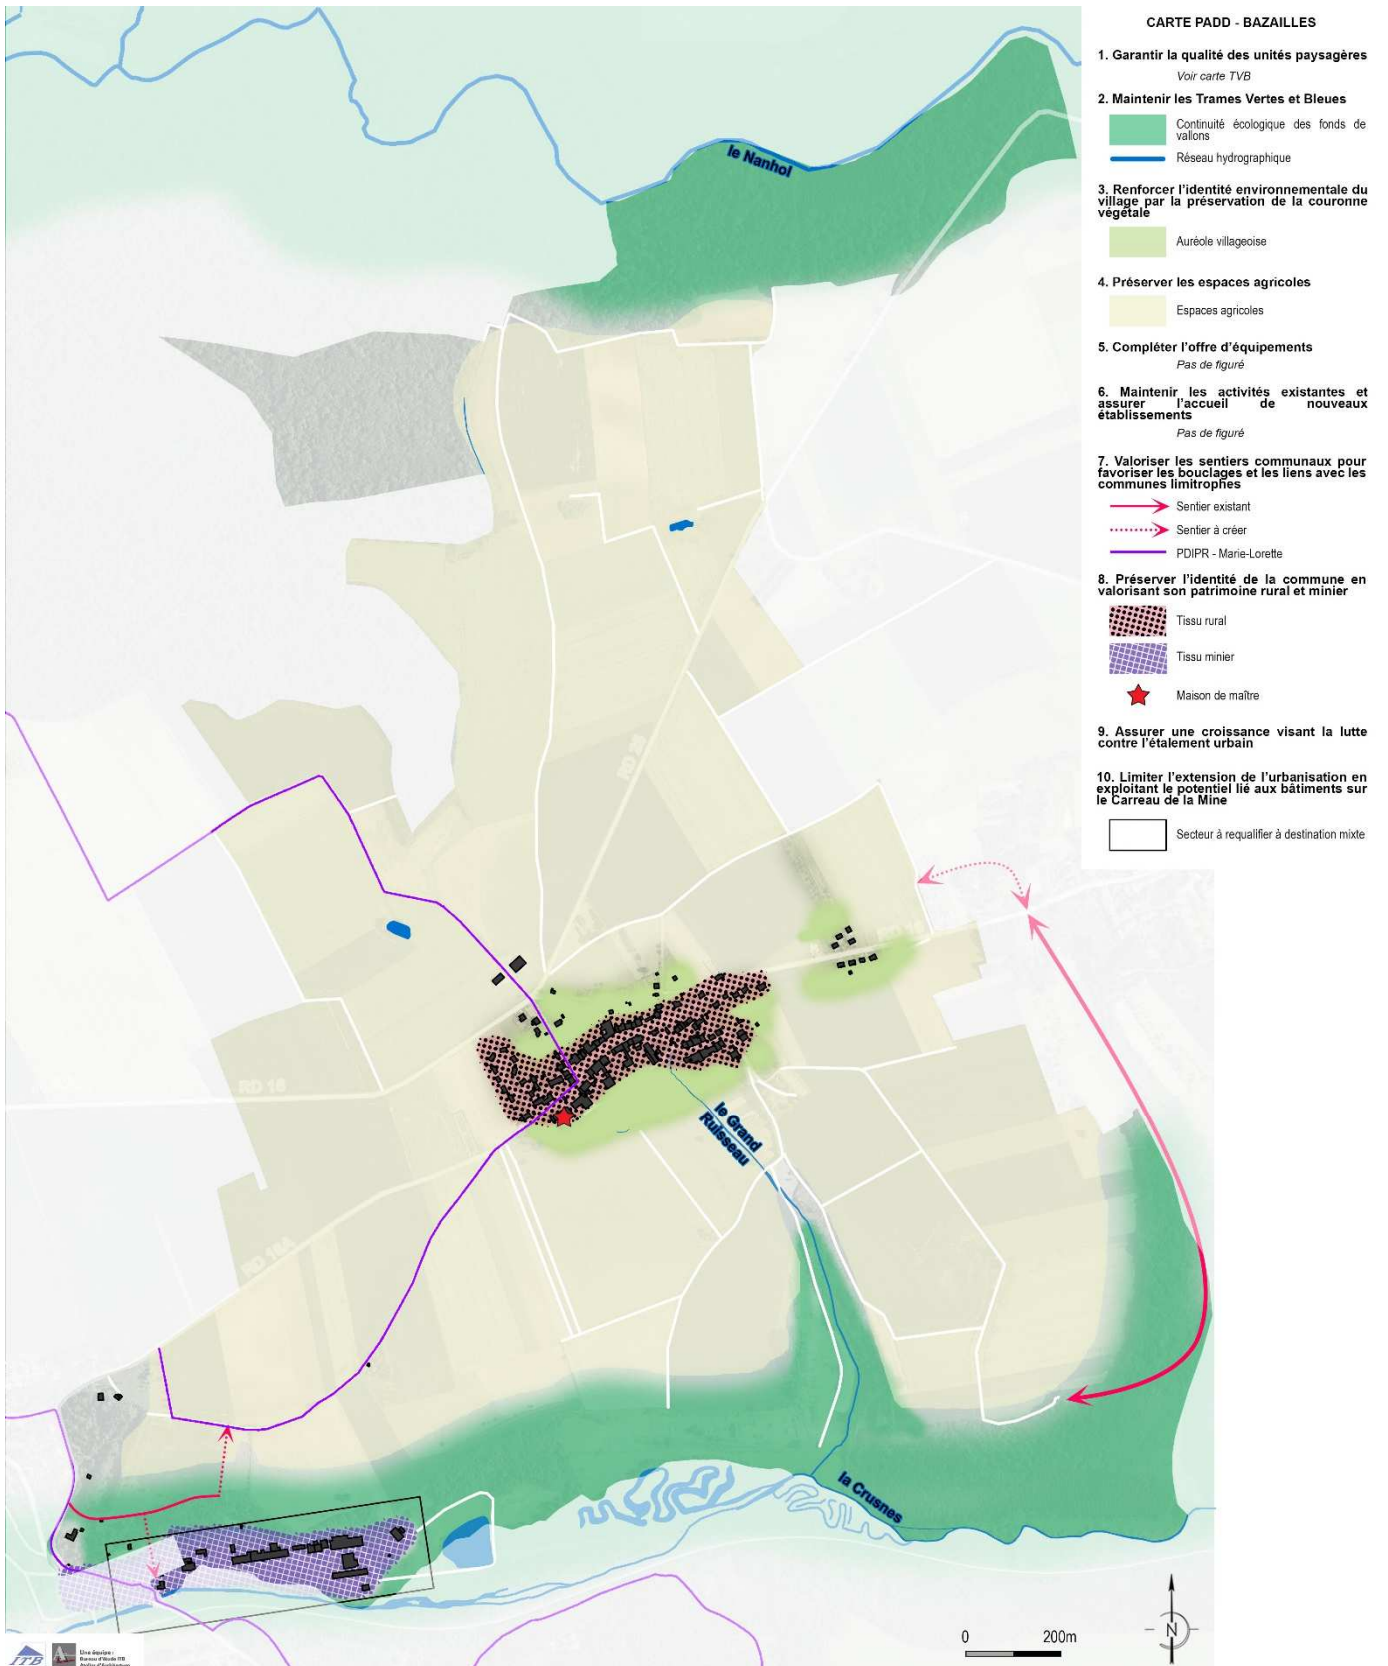 CARTE PADD - BAZAILLES
1. Garantir la qualité des unités paysagères
Voir carte TVB
2. Maintenir les Trames Vertes et Bleues
Continuité écologique des fonds de
vallons
Réseau hydrographique
3. Renforcer l'identité environnementale du
village par la préservation de la couronne
végétale
Auréole villageoise
4. Préserver les espaces agricoles
Espaces agricoles
5. Compléter l'offre d'équipements
Pas de figuré
6. Maintenir les activités existantes et
assurer l'accueil de nouveaux
établissements
Pas de figuré
7. Valoriser les sentiers communaux pour
favoriser les bouclages et les liens avec les
communes limitrophes
Sentier existant
Sentier à créer
PDIPR - Marie-Lorette
8. Préserver l'identité de la commune en
valorisant son patrimoine rural et minier
Tissu rural
Tissu minier
Maison de maître
9. Assurer une croissance visant la lutte
contre l'étalement urbain
10. Limiter l'extension de l'urbanisation en
exploitant le potentiel lié aux bâtiments sur
le Carreau de la Mine
Secteur à requalifier à destination mixte
le Nanhol
RD 16
RD 16A
le Grand
Ruisseau
la Crusnes
0 200m
N
ITB
Une équipe :
Bureau d'étude ITB